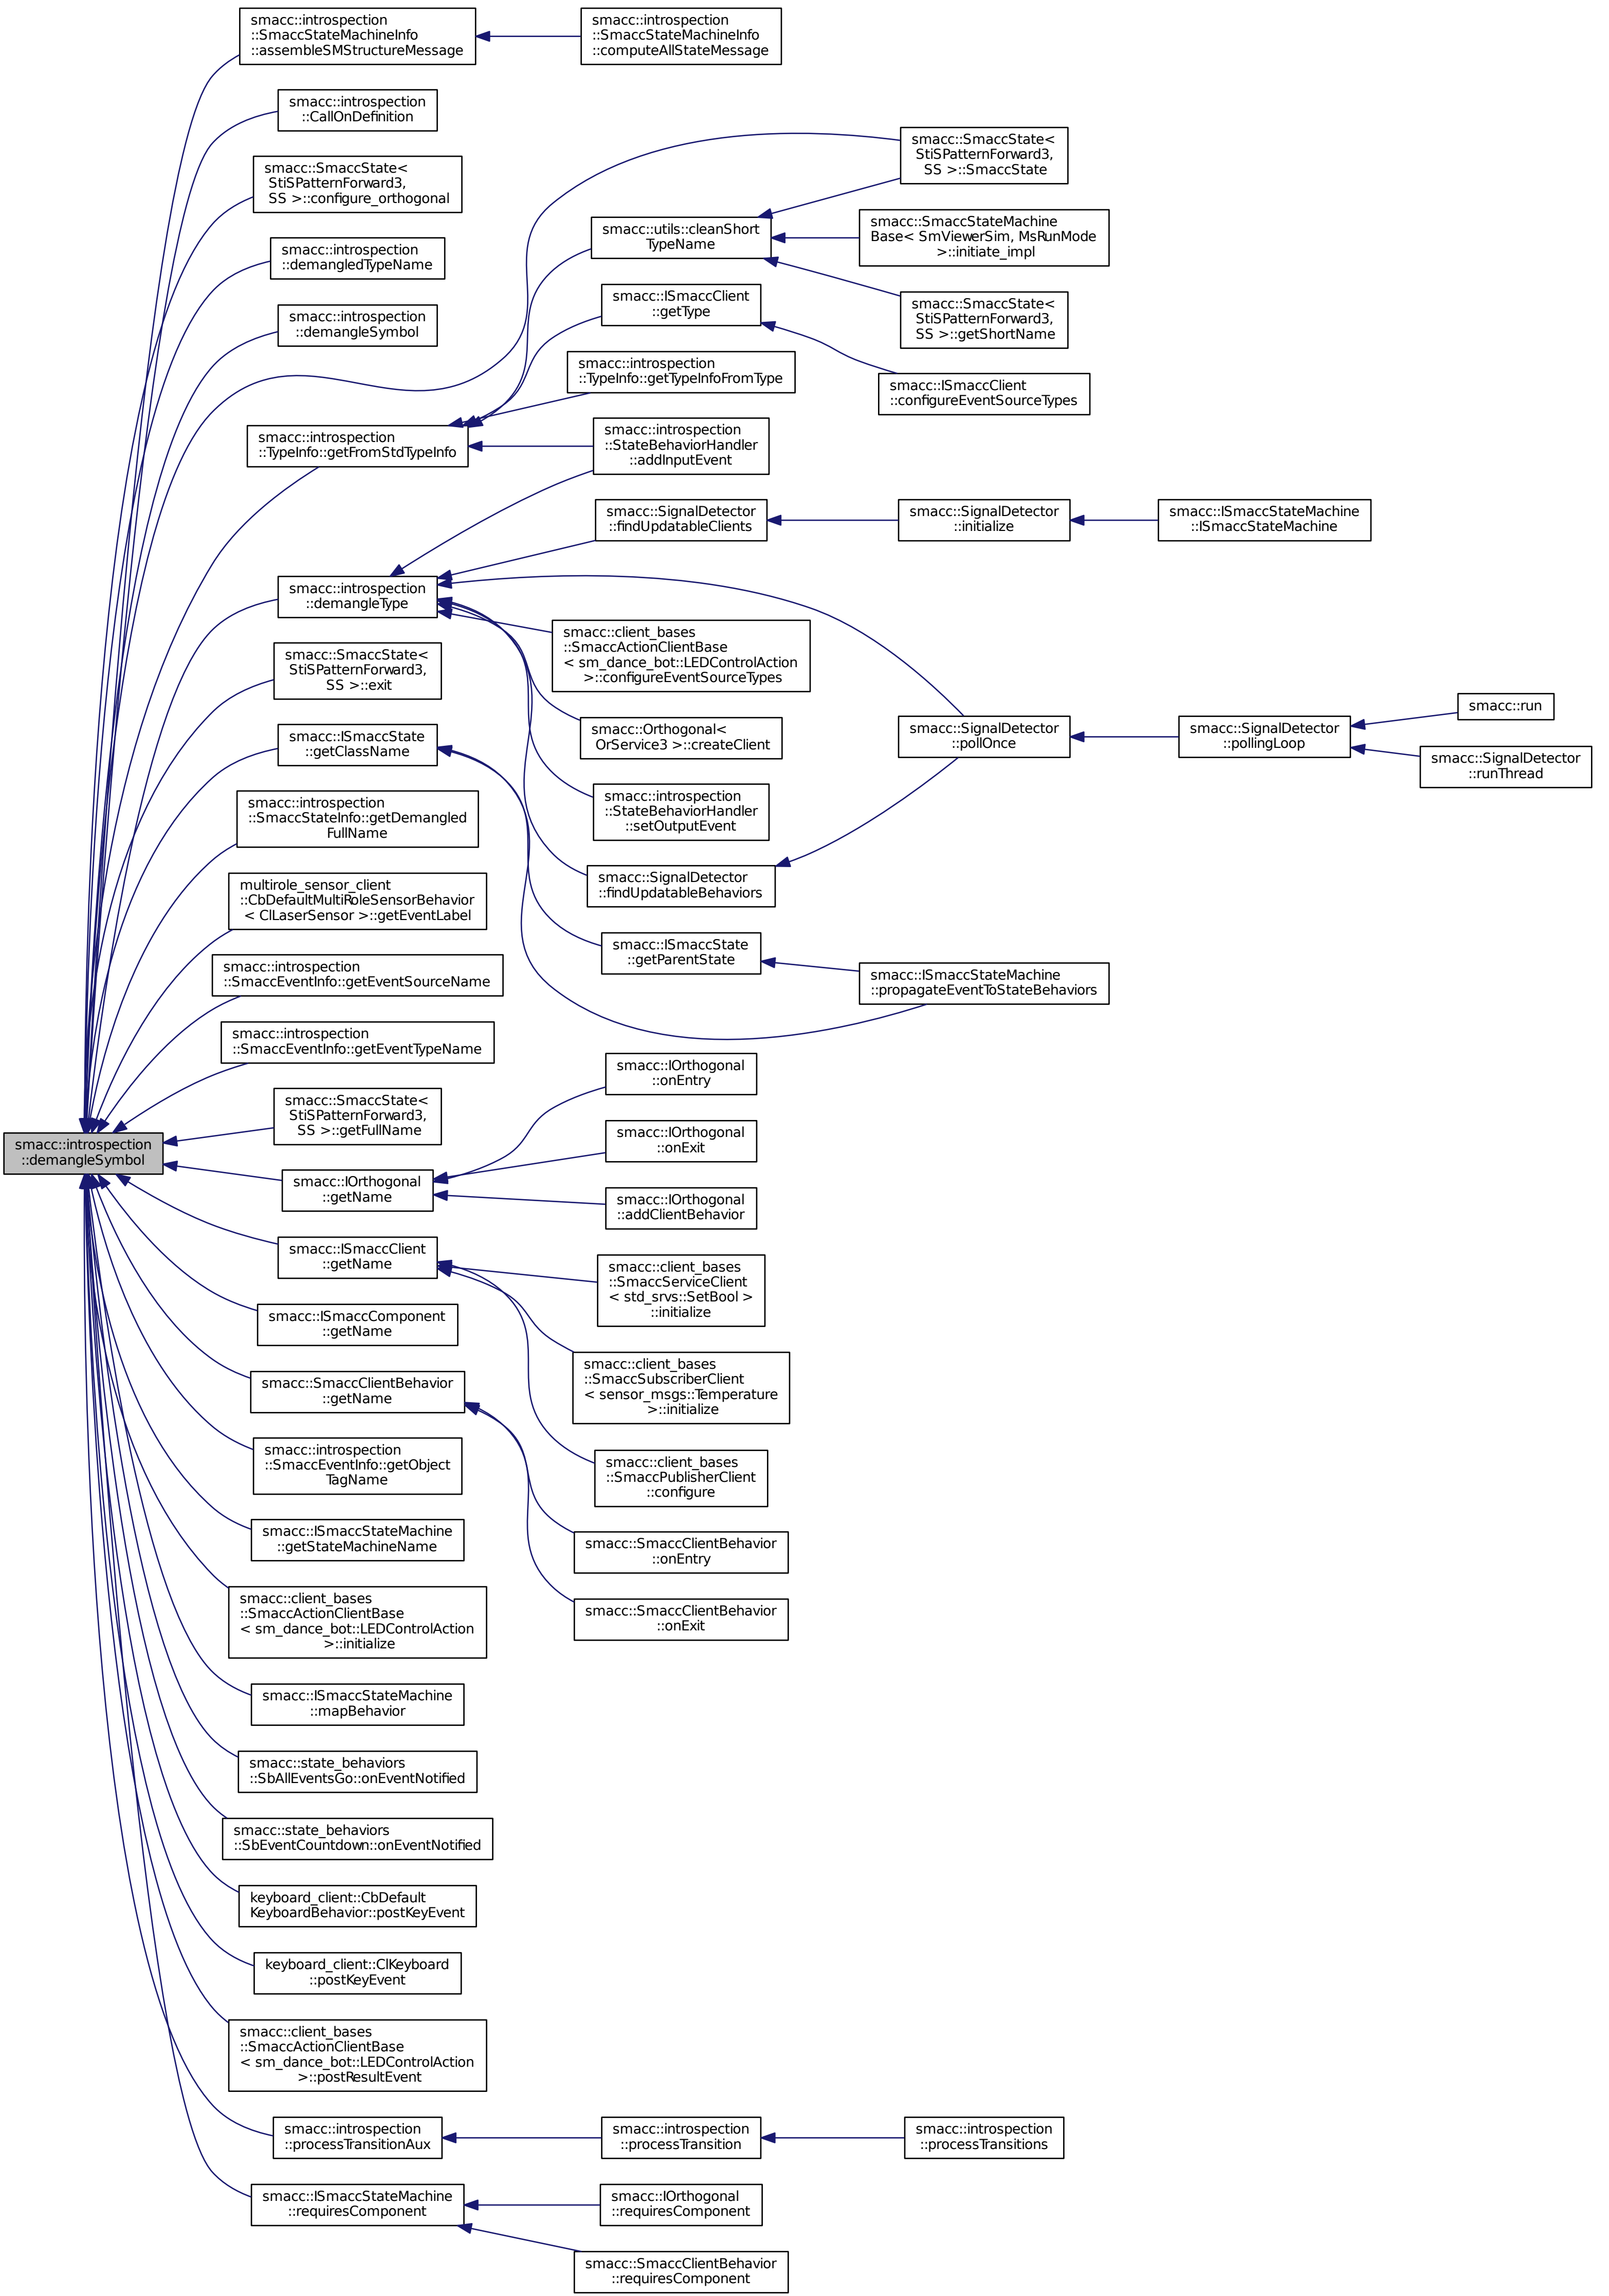 smacc::introspection
::SmaccStateMachineInfo
::assembleSMStructureMessage
smacc::introspection
::SmaccStateMachineInfo
::computeAllStateMessage
smacc::introspection
::CallOnDefinition
smacc::SmaccState<
StiSPatternForward3,
SS >::SmaccState
smacc::SmaccState<
StiSPatternForward3,
SS >::configure_orthogonal
smacc::utils::cleanShort
TypeName
smacc::SmaccStateMachine
Base< SmViewerSim, MsRunMode
>::initiate_impl
smacc::introspection
::demangledTypeName
smacc::ISmaccClient
::getType
smacc::SmaccState<
StiSPatternForward3,
SS >::getShortName
smacc::introspection
::demangleSymbol
smacc::introspection
::TypeInfo::getTypeInfoFromType
smacc::ISmaccClient
::configureEventSourceTypes
smacc::introspection
::TypeInfo::getFromStdTypeInfo
smacc::introspection
::StateBehaviorHandler
::addInputEvent
smacc::SignalDetector
::findUpdatableClients
smacc::SignalDetector
::initialize
smacc::ISmaccStateMachine
::ISmaccStateMachine
smacc::introspection
::demangleType
smacc::client_bases
::SmaccActionClientBase
< sm_dance_bot::LEDControlAction
>::configureEventSourceTypes
smacc::SmaccState<
StiSPatternForward3,
SS >::exit
smacc::ISmaccState
::getClassName
smacc::Orthogonal<
OrService3 >::createClient
smacc::SignalDetector
::pollOnce
smacc::SignalDetector
::pollingLoop
smacc::run
smacc::SignalDetector
::runThread
smacc::introspection
::SmaccStateInfo::getDemangled
FullName
smacc::introspection
::StateBehaviorHandler
::setOutputEvent
multirole_sensor_client
::CbDefaultMultiRoleSensorBehavior
< ClLaserSensor >::getEventLabel
smacc::SignalDetector
::findUpdatableBehaviors
smacc::introspection
::SmaccEventInfo::getEventSourceName
smacc::ISmaccState
::getParentState
smacc::ISmaccStateMachine
::propagateEventToStateBehaviors
smacc::introspection
::SmaccEventInfo::getEventTypeName
smacc::IOrthogonal
::onEntry
smacc::SmaccState<
StiSPatternForward3,
SS >::getFullName
smacc::IOrthogonal
::onExit
smacc::introspection
::demangleSymbol
smacc::IOrthogonal
::getName
smacc::IOrthogonal
::addClientBehavior
smacc::ISmaccClient
::getName
smacc::client_bases
::SmaccServiceClient
< std_srvs::SetBool >
::initialize
smacc::ISmaccComponent
::getName
smacc::client_bases
::SmaccSubscriberClient
< sensor_msgs::Temperature
>::initialize
smacc::SmaccClientBehavior
::getName
smacc::introspection
::SmaccEventInfo::getObject
TagName
smacc::client_bases
::SmaccPublisherClient
::configure
smacc::ISmaccStateMachine
::getStateMachineName
smacc::SmaccClientBehavior
::onEntry
smacc::client_bases
::SmaccActionClientBase
< sm_dance_bot::LEDControlAction
>::initialize
smacc::SmaccClientBehavior
::onExit
smacc::ISmaccStateMachine
::mapBehavior
smacc::state_behaviors
::SbAllEventsGo::onEventNotified
smacc::state_behaviors
::SbEventCountdown::onEventNotified
keyboard_client::CbDefault
KeyboardBehavior::postKeyEvent
keyboard_client::ClKeyboard
::postKeyEvent
smacc::client_bases
::SmaccActionClientBase
< sm_dance_bot::LEDControlAction
>::postResultEvent
smacc::introspection
::processTransitionAux
smacc::introspection
::processTransition
smacc::introspection
::processTransitions
smacc::ISmaccStateMachine
::requiresComponent
smacc::IOrthogonal
::requiresComponent
smacc::SmaccClientBehavior
::requiresComponent